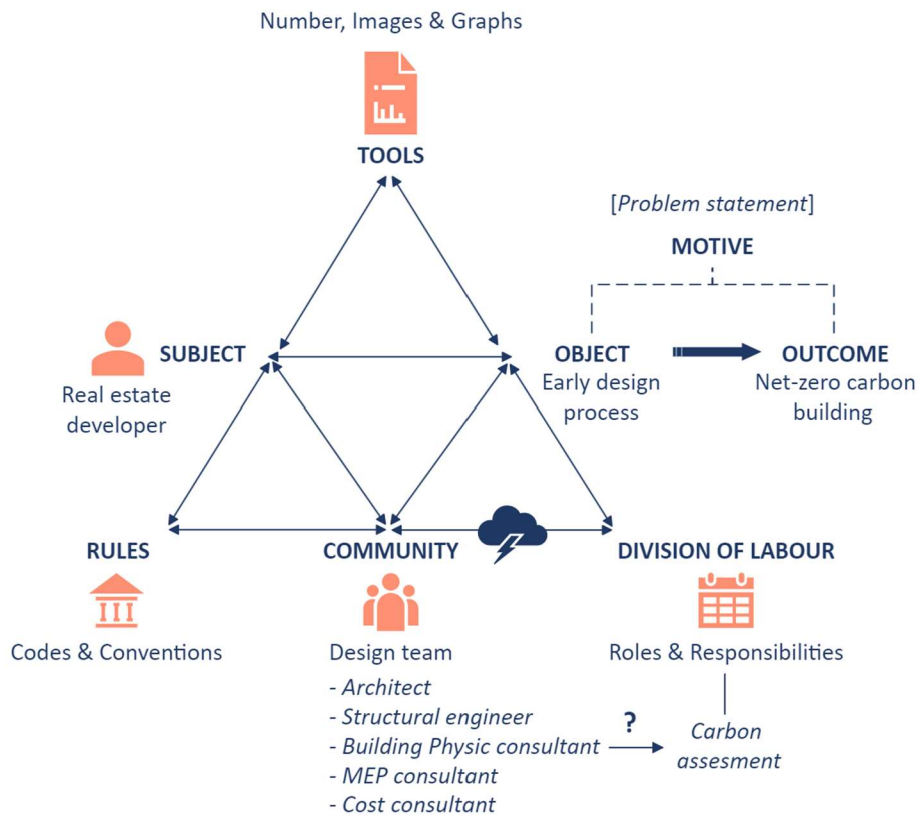 Number, Images & Graphs
TOOLS
[Problem statement]
MOTIVE
SUBJECT
Real estate
developer
OBJECT
Early design
process
OUTCOME
Net-zero carbon
building
RULES
Codes & Conventions
COMMUNITY
Design team
- Architect
- Structural engineer
- Building Physic consultant
- MEP consultant
- Cost consultant
DIVISION OF LABOUR
Roles & Responsibilities
?
Carbon
assesment